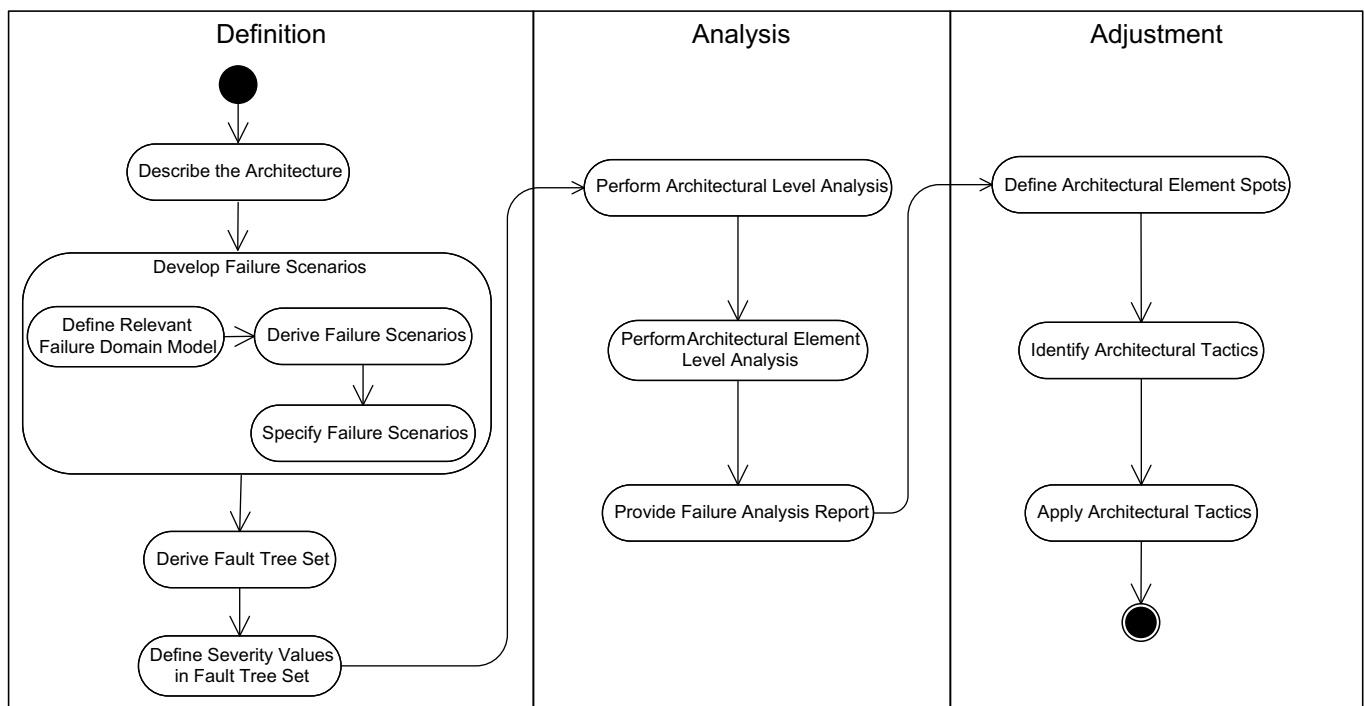 Definition
Describe the Architecture
Develop Failure Scenarios
Define Relevant
Failure Domain Model
Derive Failure Scenarios
Specify Failure Scenarios
Derive Fault Tree Set
Define Severity Values
in Fault Tree Set
Analysis
Perform Architectural Level Analysis
Perform Architectural Element
Level Analysis
Provide Failure Analysis Report
Adjustment
Define Architectural Element Spots
Identify Architectural Tactics
Apply Architectural Tactics